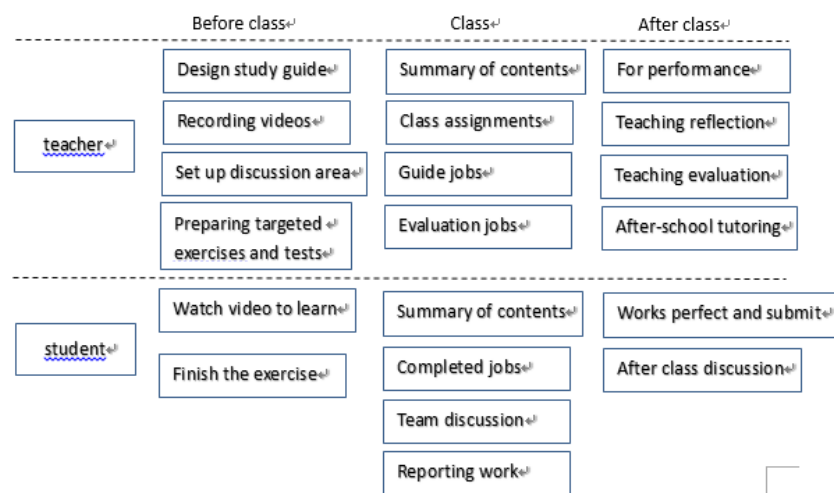 Before class
Class
After class
Design study guide
Summary of contents
For performance
Recording videos
Class assignments
Teaching reflection
teacher
Set up discussion area
Guide jobs
Teaching evaluation
Preparing targeted
exercises and tests
Evaluation jobs
After-school tutoring
Watch video to learn
Summary of contents
Works perfect and submit
student
Finish the exercise
Completed jobs
After class discussion
Team discussion
Reporting work